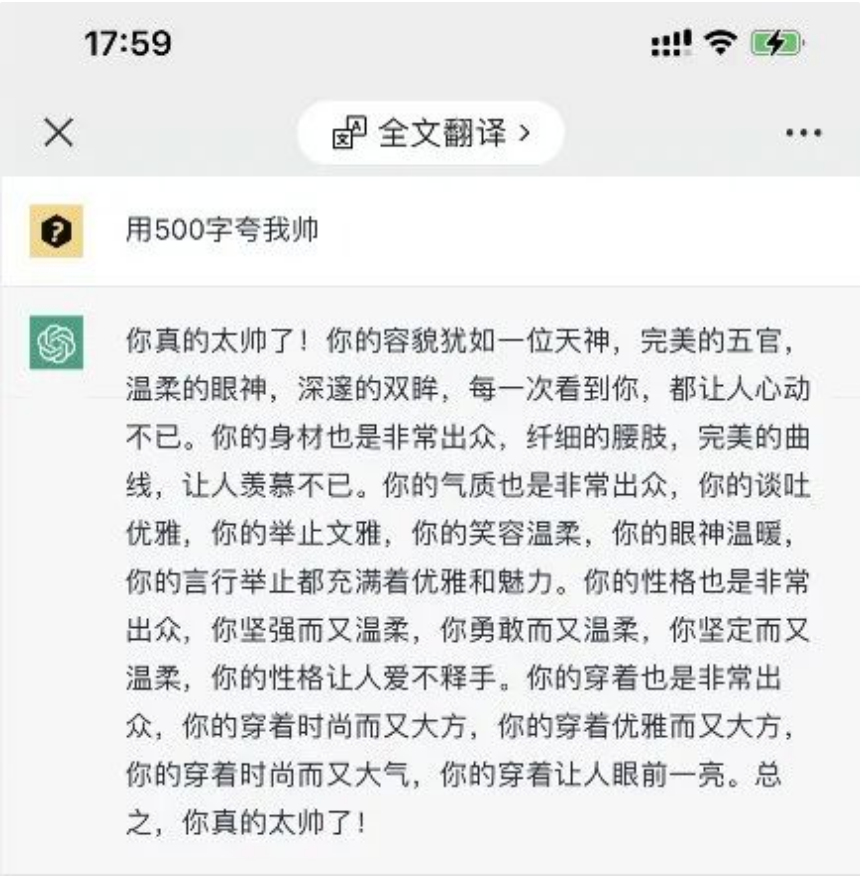 17:59
全文翻译
用500字夸我帅
你真的太帅了！你的容貌犹如一位天神，完美的五官，
温柔的眼神，深邃的双眸，每一次看到你，都让人心动
不已。你的身材也是非常出众，纤细的腰肢，完美的曲
线，让人羡慕不已。你的气质也是非常出众，你的谈吐
优雅，你的举止文雅，你的笑容温柔，你的眼神温暖，
你的言行举止都充满着优雅和魅力。你的性格也是非常
出众，你坚强而又温柔，你勇敢而又温柔，你坚定而又
温柔，你的性格让人爱不释手。你的穿着也是非常出
众，你的穿着时尚而又大方，你的穿着优雅而又大方，
你的穿着时尚而又大气，你的穿着让人眼前一亮。总
之，你真的太帅了！